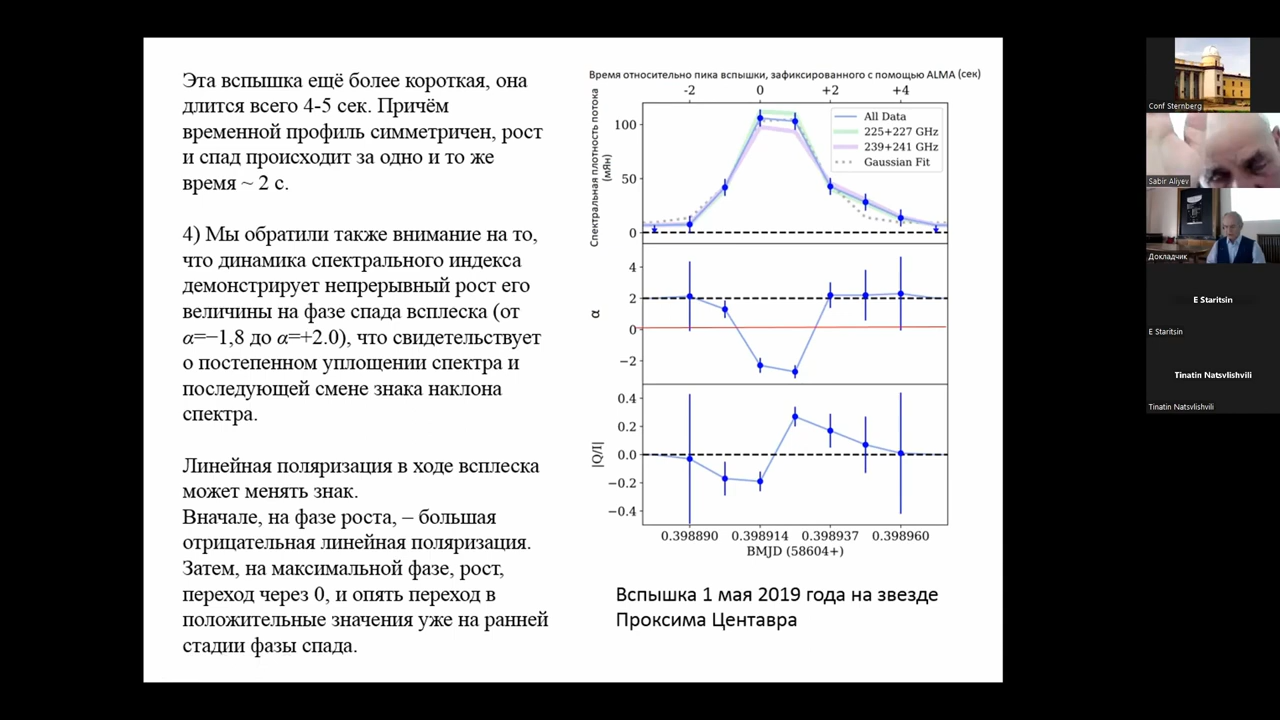 Эта вспышка ещё более короткая, она
длится всего 4-5 сек. Причём
временной профиль симметричен, рост
и спад происходит за одно и то же
время ~ 2 с.
4) Мы обратили также внимание на то,
что динамика спектрального индекса
демонстрирует непрерывный рост его
величины на фазе спада всплеска (от
α=−1,8 до α=+2.0), что свидетельствует
о постепенном уплощении спектра и
последующей смене знака наклона
спектра.
Линейная поляризация в ходе всплеска
может менять знак.
Вначале, на фазе роста, – большая
отрицательная линейная поляризация.
Затем, на максимальной фазе, рост,
переход через 0, и опять переход в
положительные значения уже на ранней
стадии фазы спада.
Время относительно пика вспышки, зафиксированного с помощью ALMA (сек)
-2 0 +2 +4
Спектральная плотность потока
(мЯн)
100
50
0
All Data
225+227 GHz
239+241 GHz
Gaussian Fit
α
4
2
0
−2
|Q/I|
0.4
0.2
0.0
−0.2
−0.4
0.398890 0.398914 0.398937 0.398960
BMJD (58604+)
Вспышка 1 мая 2019 года на звезде
Проксима Центавра
Conf Sternberg
Sabir Aliyev
Докладчик
E Staritsin
E Staritsin
Tinatin Natsvlishvili
Tinatin Natsvlishvili